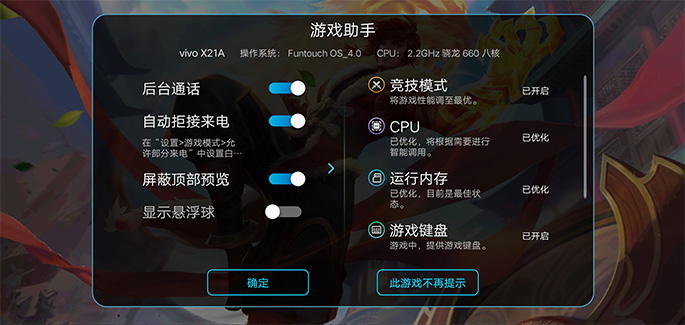 游戏助手
vivo X21A 操作系统： Funtouch OS_4.0 CPU： 2.2GHz 骁龙 660 八核
后台通话
自动拒接来电
在“设置>游戏模式>允
许部分来电”中设置白…
屏蔽顶部预览
显示悬浮球
竞技模式
将游戏性能调至最优。
已开启
CPU
已优化，将根据需要进行
智能调用。
已优化
运行内存
已优化，目前是最佳状
态。
已优化
游戏键盘
游戏中，提供游戏键盘。
已开启
确定
此游戏不再提示